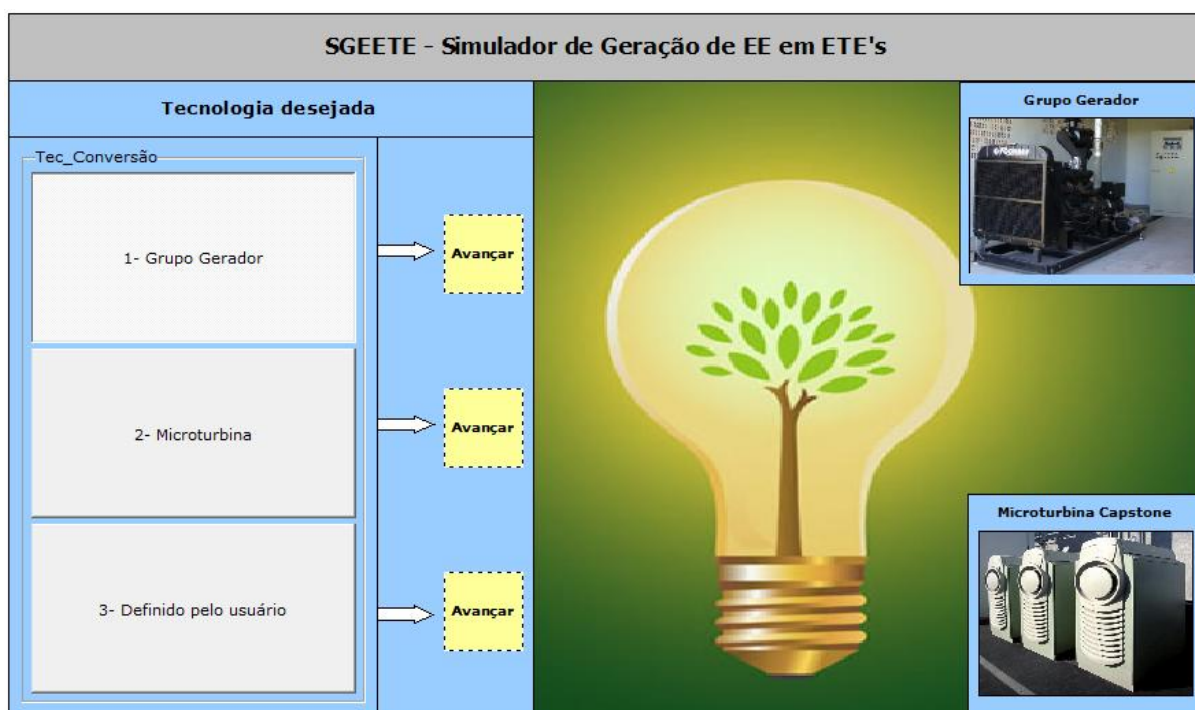 SGEETE - Simulador de Geração de EE em ETE's
Tecnologia desejada
Tec_Conversão
1- Grupo Gerador
Avançar
2- Microturbina
Avançar
3- Definido pelo usuário
Avançar
Grupo Gerador
Microturbina Capstone